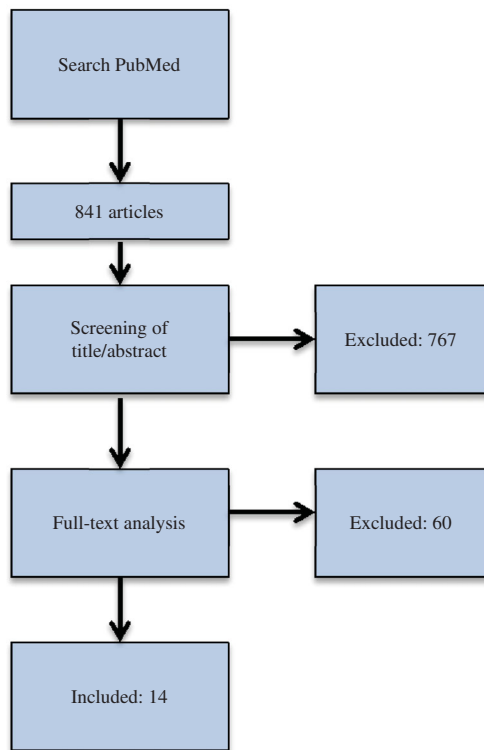 Search PubMed
841 articles
Screening of
title/abstract
Excluded: 767
Full-text analysis
Excluded: 60
Included: 14